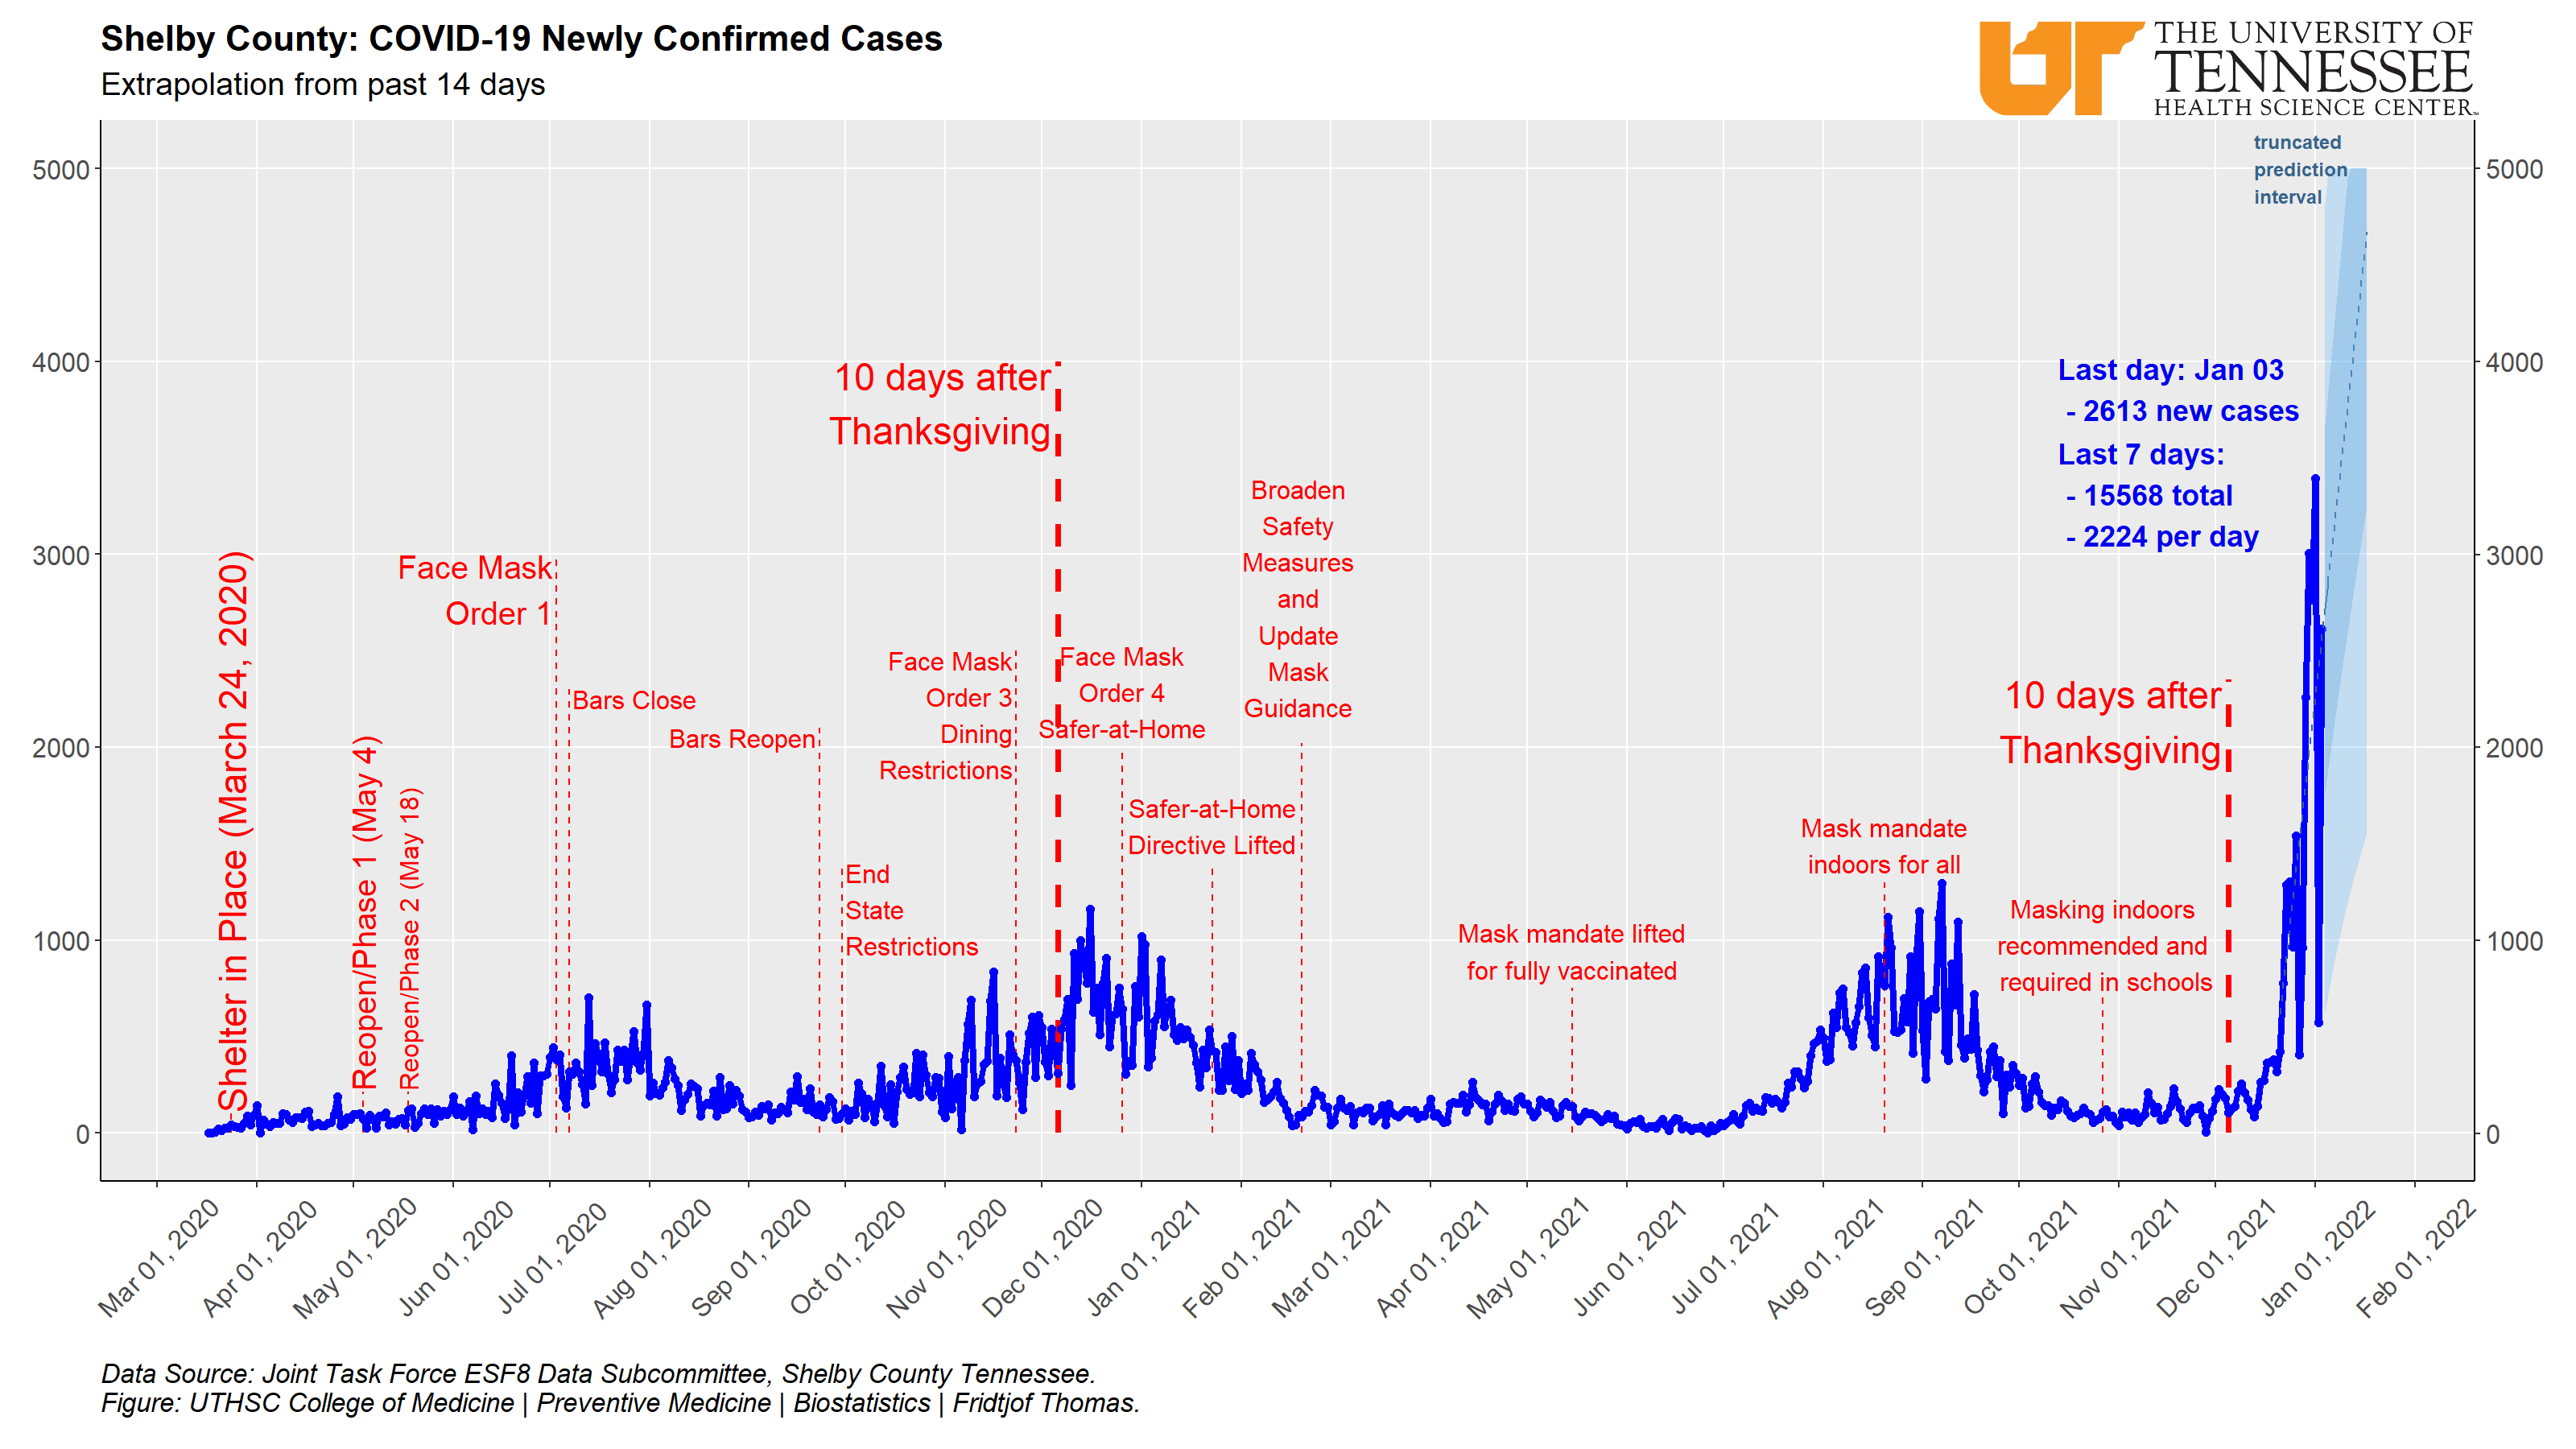 Shelby County: COVID-19 Newly Confirmed Cases
Extrapolation from past 14 days
THE UNIVERSITY OF
TENNESSEE
HEALTH SCIENCE CENTER
truncated
prediction
interval
5000
4000
3000
2000
1000
0
5000
4000
3000
2000
1000
0
Shelter in Place (March 24, 2020)
Reopen/Phase 1 (May 4)
Reopen/Phase 2 (May 18)
Face Mask
Order 1
Bars Close
Bars Reopen
End
State
Restrictions
Face Mask
Order 3
Dining
Restrictions
10 days after
Thanksgiving
Face Mask
Order 4
Safer-at-Home
Safer-at-Home
Directive Lifted
Broaden
Safety
Measures
and
Update
Mask
Guidance
Mask mandate lifted
for fully vaccinated
Mask mandate
indoors for all
Masking indoors
recommended and
required in schools
10 days after
Thanksgiving
Last day: Jan 03
- 2613 new cases
Last 7 days:
- 15568 total
- 2224 per day
Mar 01, 2020
Apr 01, 2020
May 01, 2020
Jun 01, 2020
Jul 01, 2020
Aug 01, 2020
Sep 01, 2020
Oct 01, 2020
Nov 01, 2020
Dec 01, 2020
Jan 01, 2021
Feb 01, 2021
Mar 01, 2021
Apr 01, 2021
May 01, 2021
Jun 01, 2021
Jul 01, 2021
Aug 01, 2021
Sep 01, 2021
Oct 01, 2021
Nov 01, 2021
Dec 01, 2021
Jan 01, 2022
Feb 01, 2022
Data Source: Joint Task Force ESF8 Data Subcommittee, Shelby County Tennessee.
Figure: UTHSC College of Medicine | Preventive Medicine | Biostatistics | Fridtjof Thomas.